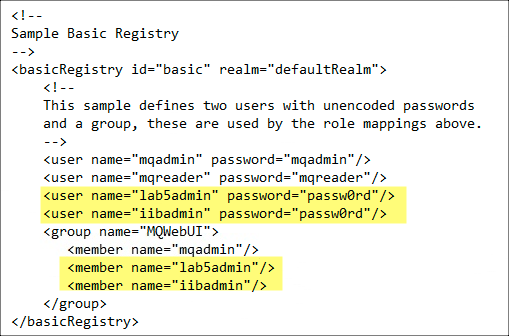 <!--
Sample Basic Registry
-->
<basicRegistry id="basic" realm="defaultRealm">
<!--
This sample defines two users with unencoded passwords
and a group, these are used by the role mappings above.
-->
<user name="mqadmin" password="mqadmin"/>
<user name="mqreader" password="mqreader"/>
<user name="lab5admin" password="passw0rd"/>
<user name="iibadmin" password="passw0rd"/>
<group name="MQWebUI">
<member name="mqadmin"/>
<member name="lab5admin"/>
<member name="iibadmin"/>
</group>
</basicRegistry>